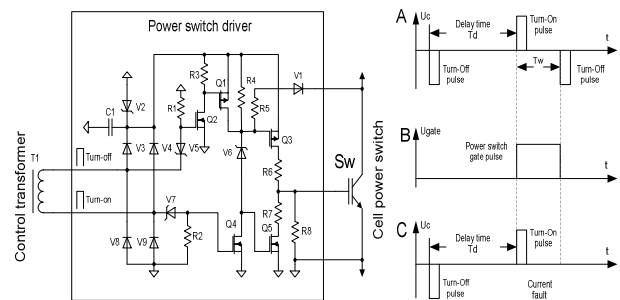 Power switch driver
Control transformer
T1
Turn-off
Turn-on
C1
V2
V3
V4
V5
V6
V7
V8
V9
R1
R2
R3
Q1
Q2
R4
R5
V1
Q3
R6
R7
R8
Q4
Q5
Sw
Cell power switch
A
Uc
Delay time
Td
Turn-On
pulse
t
Tw
Turn-Off
pulse
Turn-Off
pulse
B
Ugate
Power switch
gate pulse
t
C
Uc
Delay time
Td
Turn-On
pulse
t
Turn-Off
pulse
Current
fault